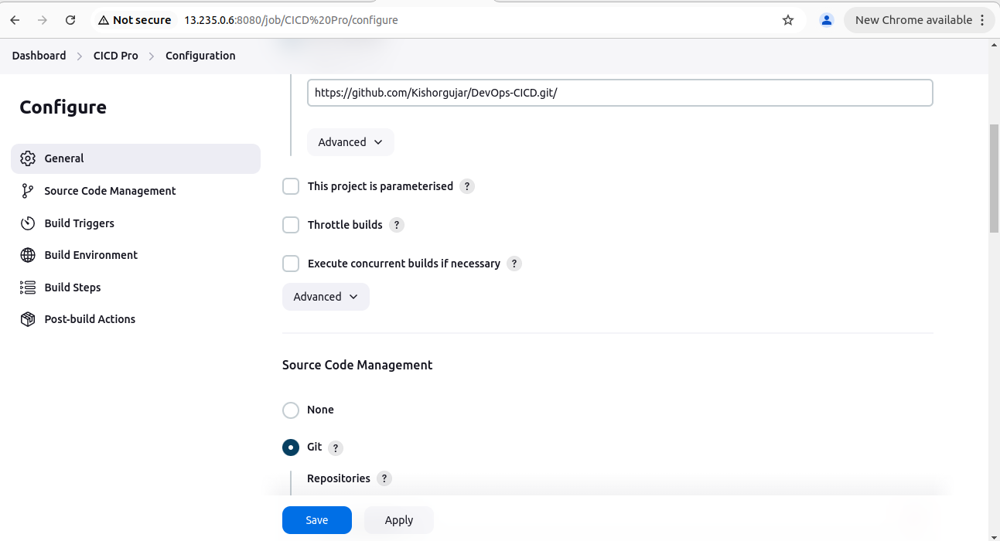 Not secure 13.235.0.6:8080/job/CICD%20Pro/configure New Chrome available
Dashboard CICD Pro Configuration
Configure
General
Source Code Management
Build Triggers
Build Environment
Build Steps
Post-build Actions
https://github.com/Kishorgujar/DevOps-CICD.git/
Advanced
This project is parameterised ?
Throttle builds ?
Execute concurrent builds if necessary ?
Advanced
Source Code Management
None
Git ?
Repositories ?
Save Apply